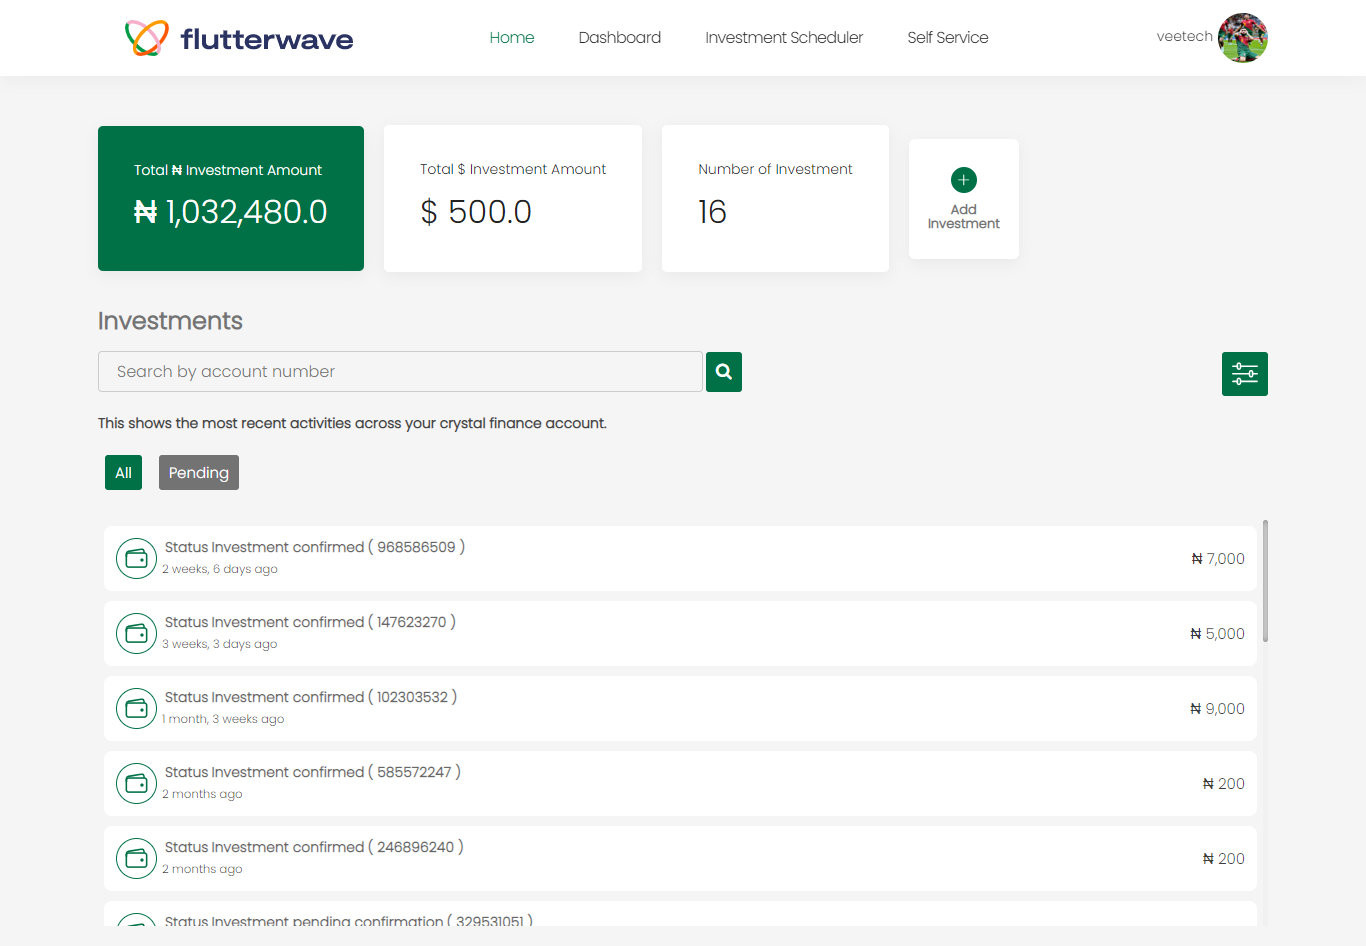 flutterwave
Home Dashboard Investment Scheduler Self Service
veetech
Total ₦ Investment Amount
₦ 1,032,480.0
Total $ Investment Amount
$ 500.0
Number of Investment
16
Add
Investment
Investments
Search by account number
This shows the most recent activities across your crystal finance account.
All Pending
Status Investment confirmed ( 968586509 )
2 weeks, 6 days ago
₦ 7,000
Status Investment confirmed ( 147623270 )
3 weeks, 3 days ago
₦ 5,000
Status Investment confirmed ( 102303532 )
1 month, 3 weeks ago
₦ 9,000
Status Investment confirmed ( 585572247 )
2 months ago
₦ 200
Status Investment confirmed ( 246896240 )
2 months ago
₦ 200
Status Investment pending confirmation ( 329531051 )